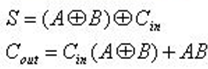 S = (A⊕B)⊕C_in
C_out = C_in(A⊕B) + AB